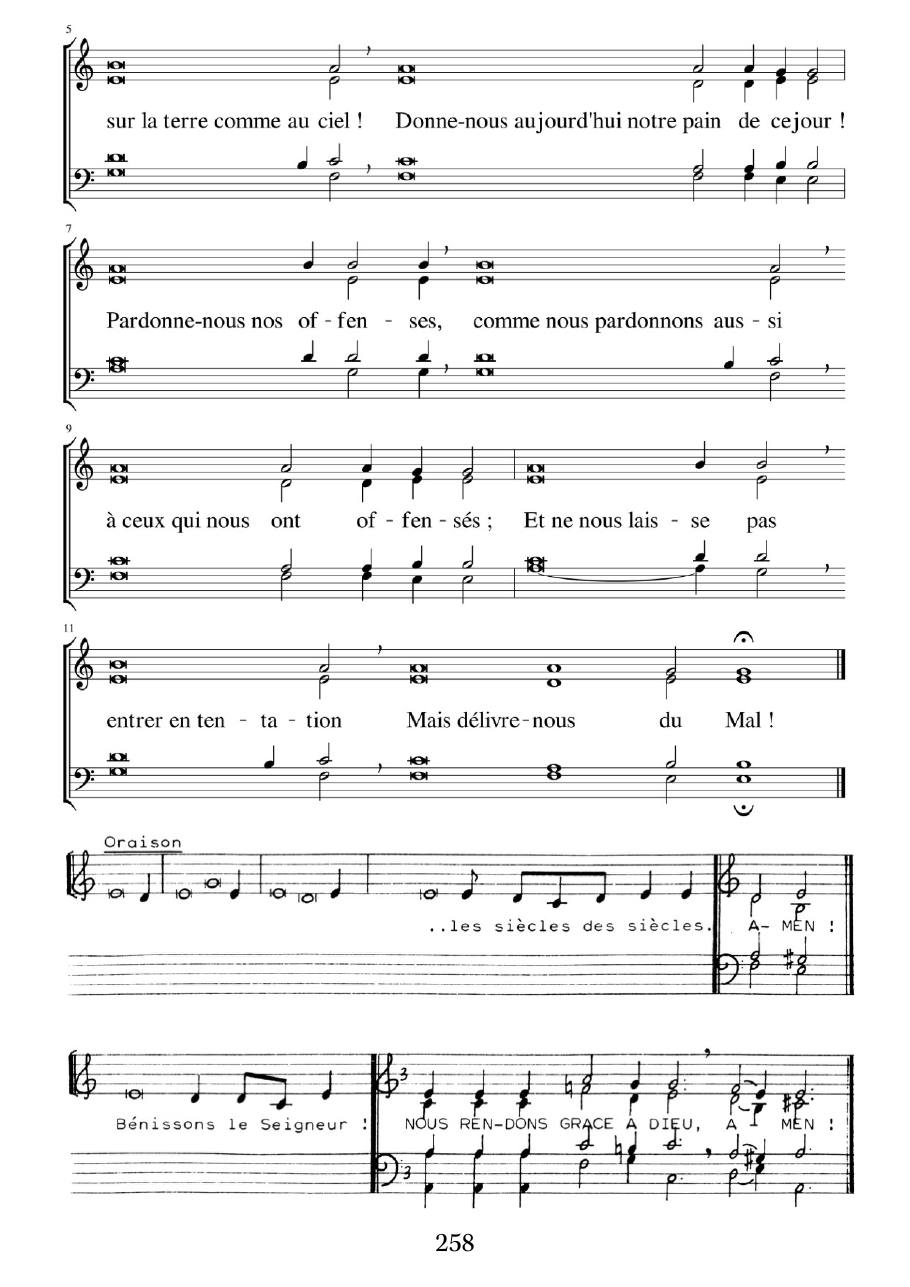 5
sur la terre comme au ciel ! Donne-nous aujourd'hui notre pain de ce jour !
7
Pardonne-nous nos of - fen - ses, comme nous pardonnons aus - si
9
à ceux qui nous ont of - fen - sés ; Et ne nous lais - se pas
11
entrer en ten - ta - tion Mais délivre-nous du Mal !
Oraison
..les siècles des siècles. A- MEN !
3
Bénissons le Seigneur ! NOUS REN-DONS GRACE A DIEU, A - MEN !
3
258